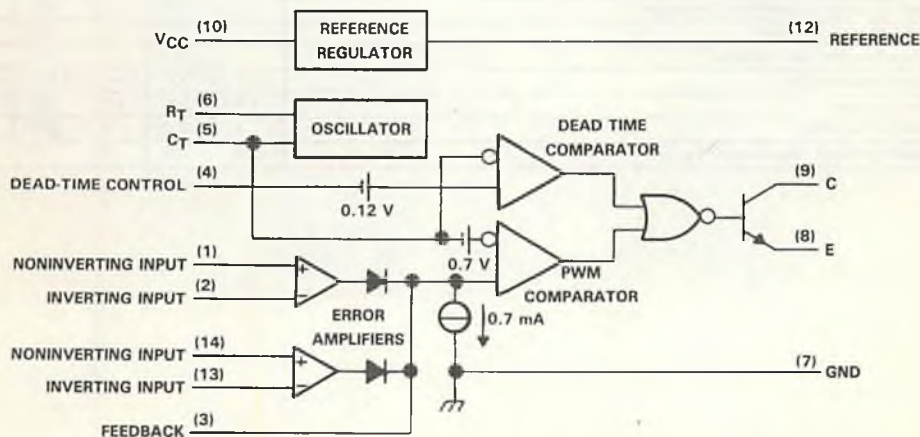 VCC (10) REFERENCE REGULATOR (12) REFERENCE
RT (6) OSCILLATOR
CT (5)
DEAD TIME COMPARATOR
DEAD-TIME CONTROL (4) 0.12 V
(9) C
(8) E
0.7 V
PWM COMPARATOR
NONINVERTING INPUT (1)
INVERTING INPUT (2)
ERROR AMPLIFIERS
0.7 mA
NONINVERTING INPUT (14)
INVERTING INPUT (13)
(7) GND
FEEDBACK (3)